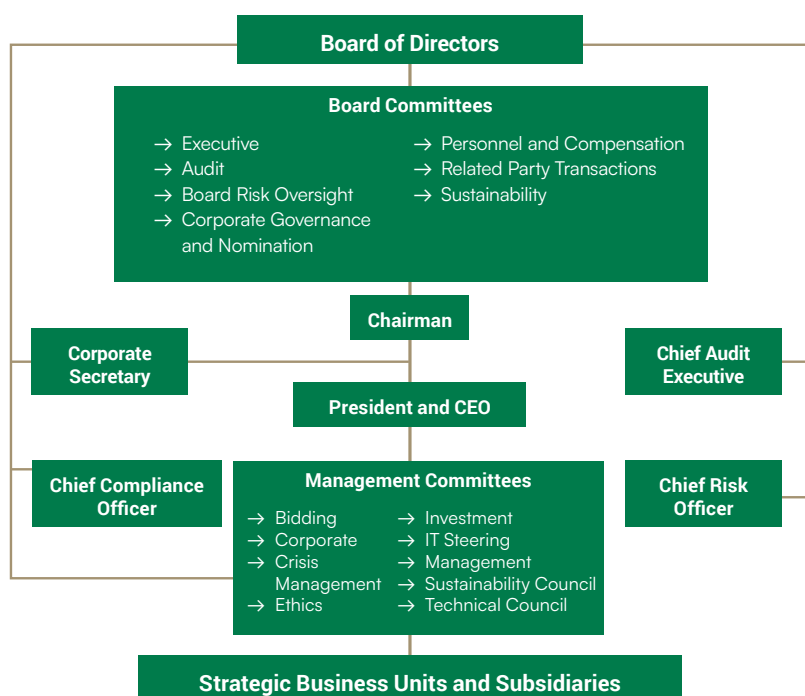 Board of Directors
Board Committees
→ Executive
→ Audit
→ Board Risk Oversight
→ Corporate Governance
and Nomination
→ Personnel and Compensation
→ Related Party Transactions
→ Sustainability
Chairman
Corporate
Secretary
Chief Audit
Executive
President and CEO
Chief Compliance
Officer
Management Committees
→ Bidding
→ Corporate
→ Crisis
Management
→ Ethics
→ Investment
→ IT Steering
→ Management
→ Sustainability Council
→ Technical Council
Chief Risk
Officer
Strategic Business Units and Subsidiaries